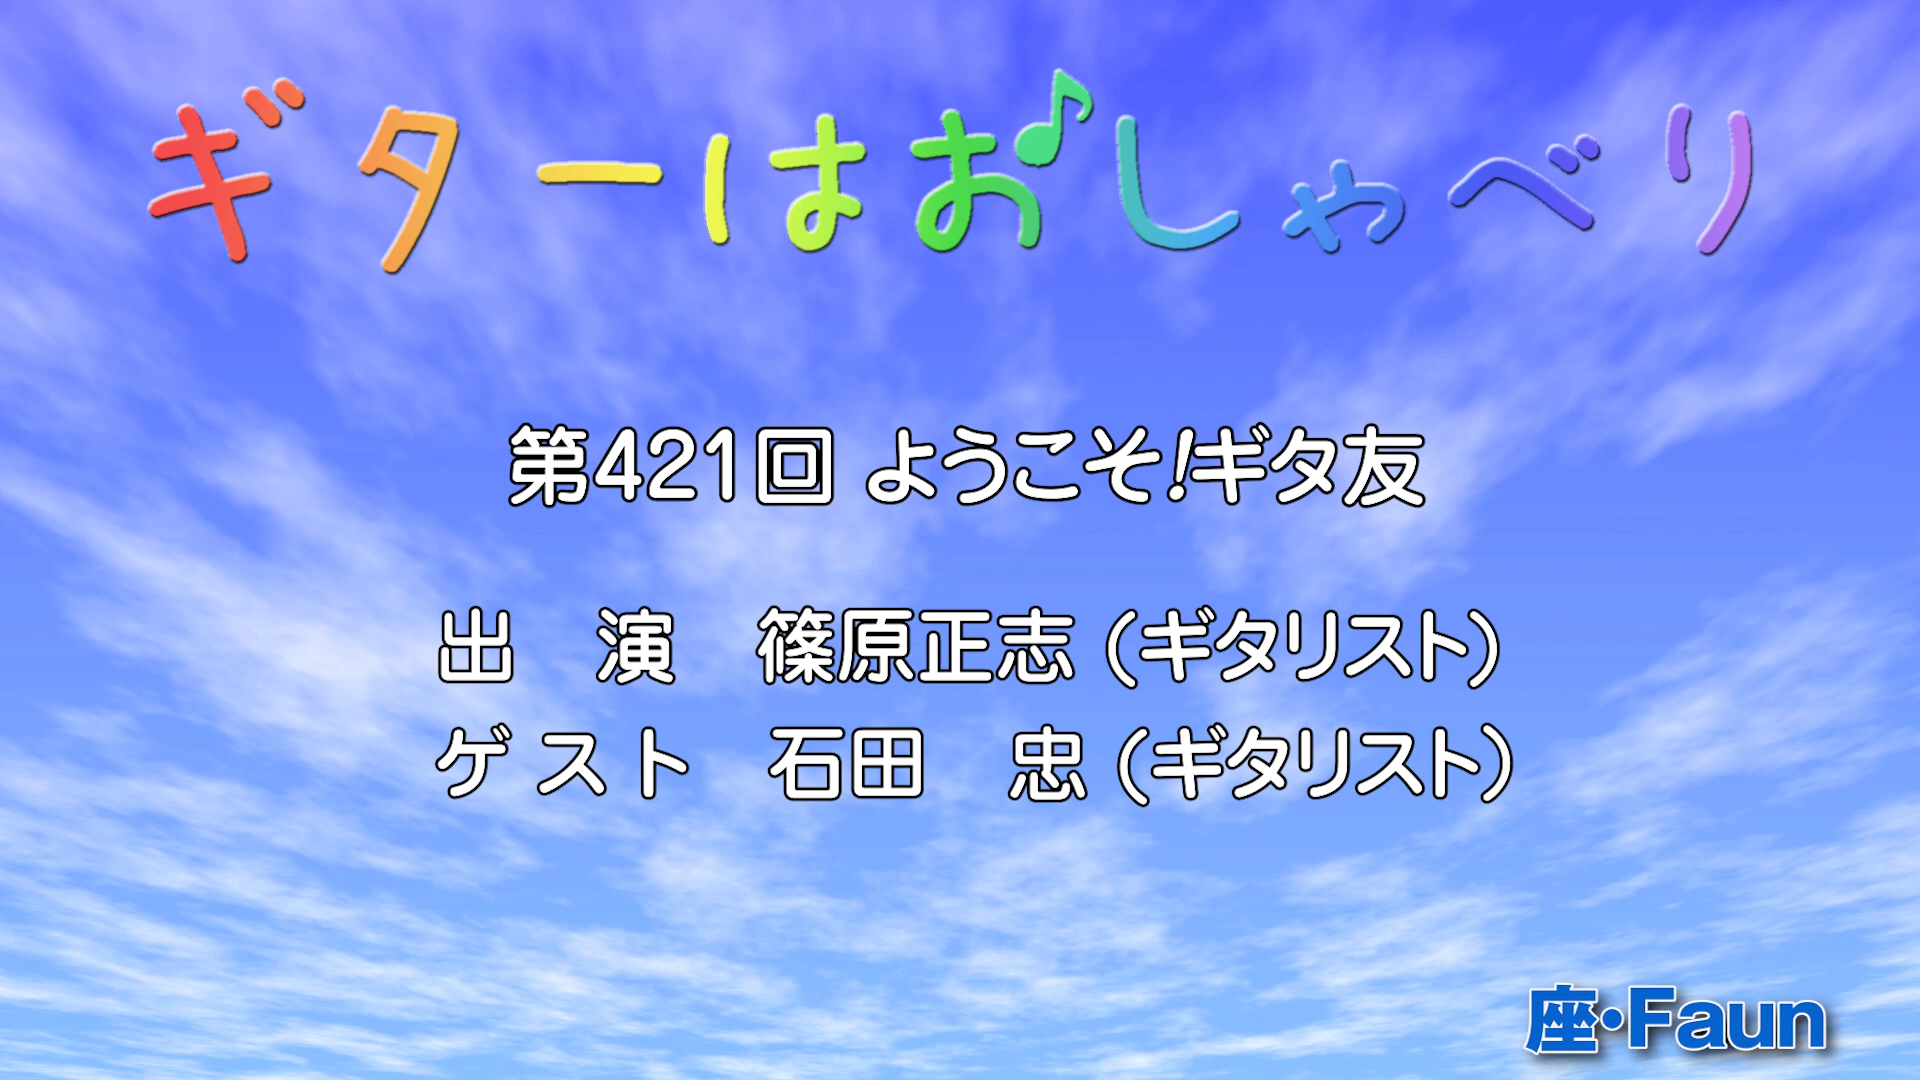 ギターはおしゃべり
第421回 ようこそ!ギタ友
出　演　篠原正志（ギタリスト）
ゲスト　石田　忠（ギタリスト）
座・Faun